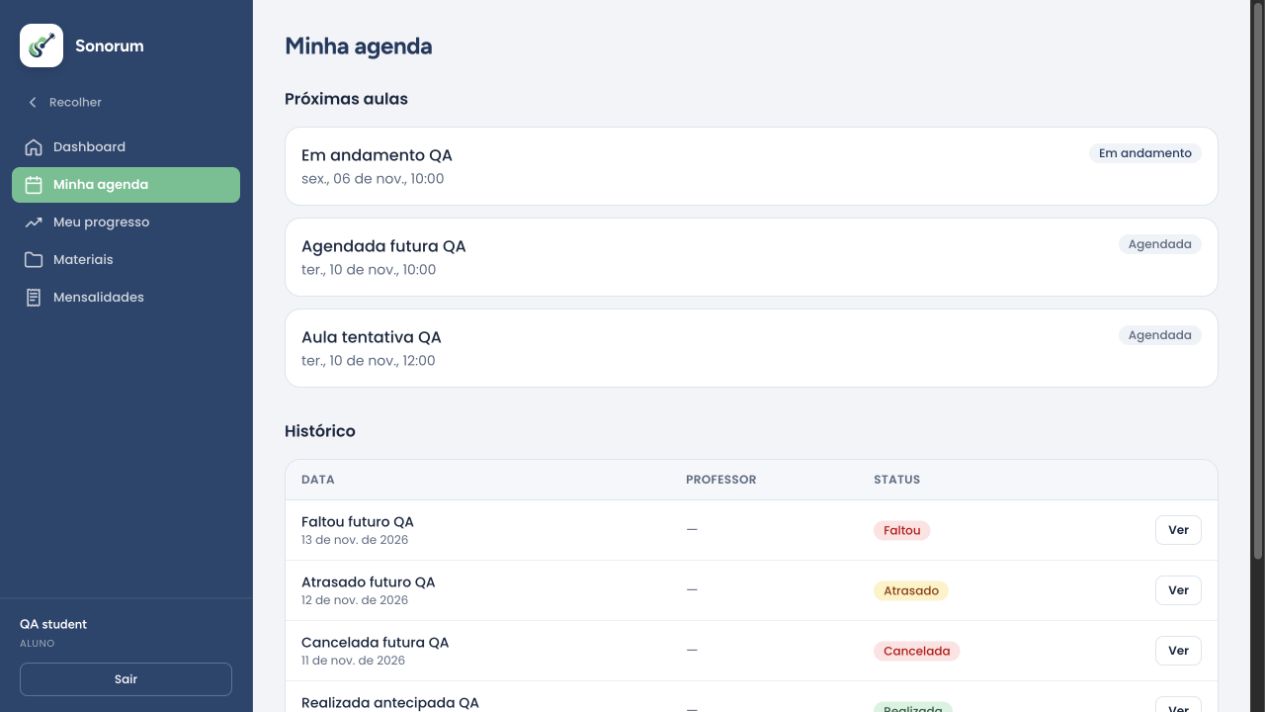 Sonorum
Recolher
Dashboard
Minha agenda
Meu progresso
Materiais
Mensalidades
QA student
ALUNO
Sair
Minha agenda
Próximas aulas
Em andamento QA
sex., 06 de nov., 10:00
Em andamento
Agendada futura QA
ter., 10 de nov., 10:00
Agendada
Aula tentativa QA
ter., 10 de nov., 12:00
Agendada
Histórico
DATA PROFESSOR STATUS
Faltou futuro QA
13 de nov. de 2026
— Faltou Ver
Atrasado futuro QA
12 de nov. de 2026
— Atrasado Ver
Cancelada futura QA
11 de nov. de 2026
— Cancelada Ver
Realizada antecipada QA
— Realizada Ver